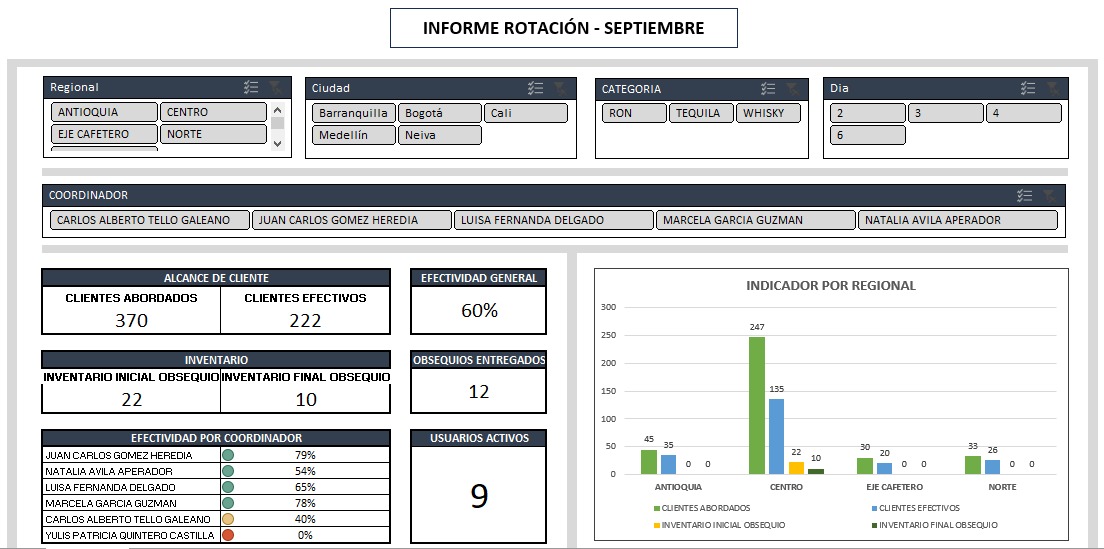 INFORME ROTACIÓN - SEPTIEMBRE
Regional
ANTIOQUIA CENTRO
EJE CAFETERO NORTE
Ciudad
Barranquilla Bogotá Cali
Medellín Neiva
CATEGORIA
RON TEQUILA WHISKY
Dia
2 3 4
6
COORDINADOR
CARLOS ALBERTO TELLO GALEANO JUAN CARLOS GOMEZ HEREDIA LUISA FERNANDA DELGADO MARCELA GARCIA GUZMAN NATALIA AVILA APERADOR
ALCANCE DE CLIENTE
CLIENTES ABORDADOS CLIENTES EFECTIVOS
370 222
EFECTIVIDAD GENERAL
60%
INVENTARIO
INVENTARIO INICIAL OBSEQUIO INVENTARIO FINAL OBSEQUIO
22 10
OBSEQUIOS ENTREGADOS
12
EFECTIVIDAD POR COORDINADOR
JUAN CARLOS GOMEZ HEREDIA 79%
NATALIA AVILA APERADOR 54%
LUISA FERNANDA DELGADO 65%
MARCELA GARCIA GUZMAN 78%
CARLOS ALBERTO TELLO GALEANO 40%
YULIS PATRICIA QUINTERO CASTILLA 0%
USUARIOS ACTIVOS
9
INDICADOR POR REGIONAL
300
250
200
150
100
50
0
45 35 0 0
247 135 22 10
30 20 0 0
33 26 0 0
ANTIOQUIA CENTRO EJE CAFETERO NORTE
CLIENTES ABORDADOS CLIENTES EFECTIVOS
INVENTARIO INICIAL OBSEQUIO INVENTARIO FINAL OBSEQUIO